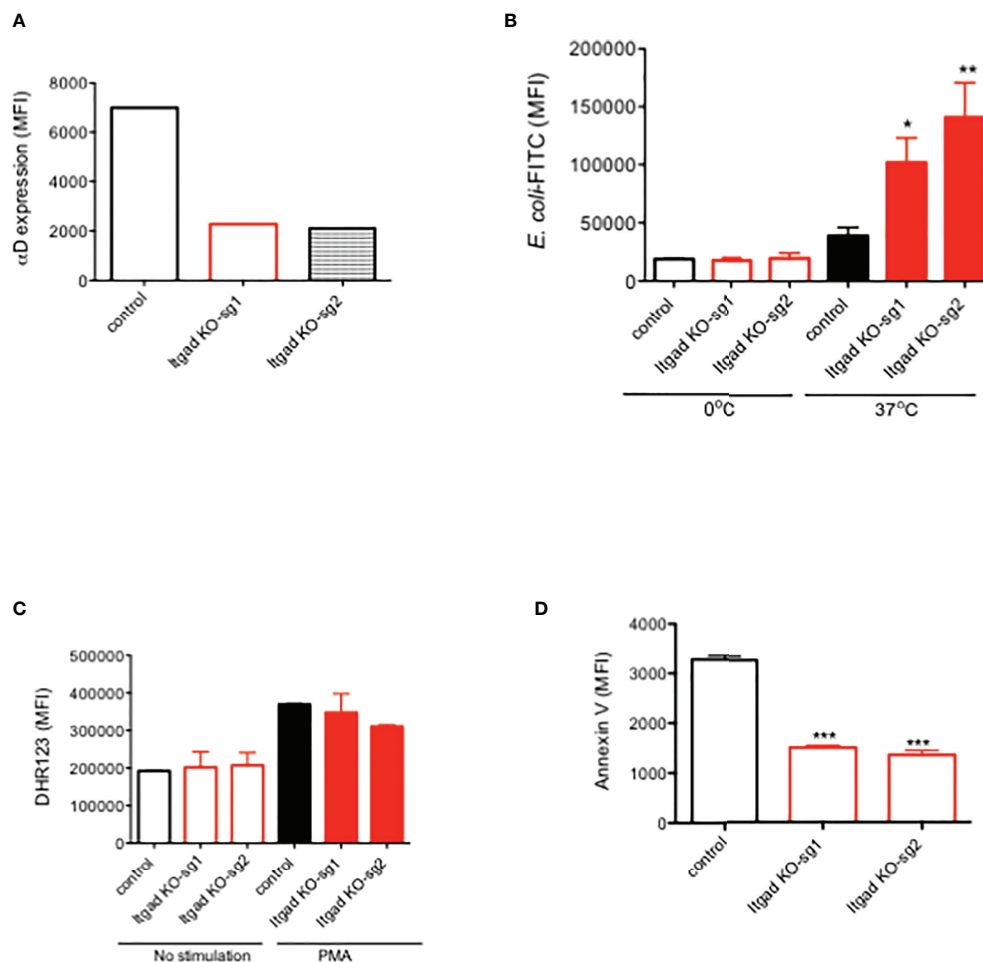 A
αD expression (MFI)
8000
6000
4000
2000
0
control
Itgad KO-sg1
Itgad KO-sg2
B
E. coli-FITC (MFI)
200000
150000
100000
50000
0
*
**
control
Itgad KO-sg1
Itgad KO-sg2
control
Itgad KO-sg1
Itgad KO-sg2
0°C
37°C
C
DHR123 (MFI)
500000
400000
300000
200000
100000
0
control
Itgad KO-sg1
Itgad KO-sg2
control
Itgad KO-sg1
Itgad KO-sg2
No stimulation
PMA
D
Annexin V (MFI)
4000
3000
2000
1000
0
***
***
control
Itgad KO-sg1
Itgad KO-sg2